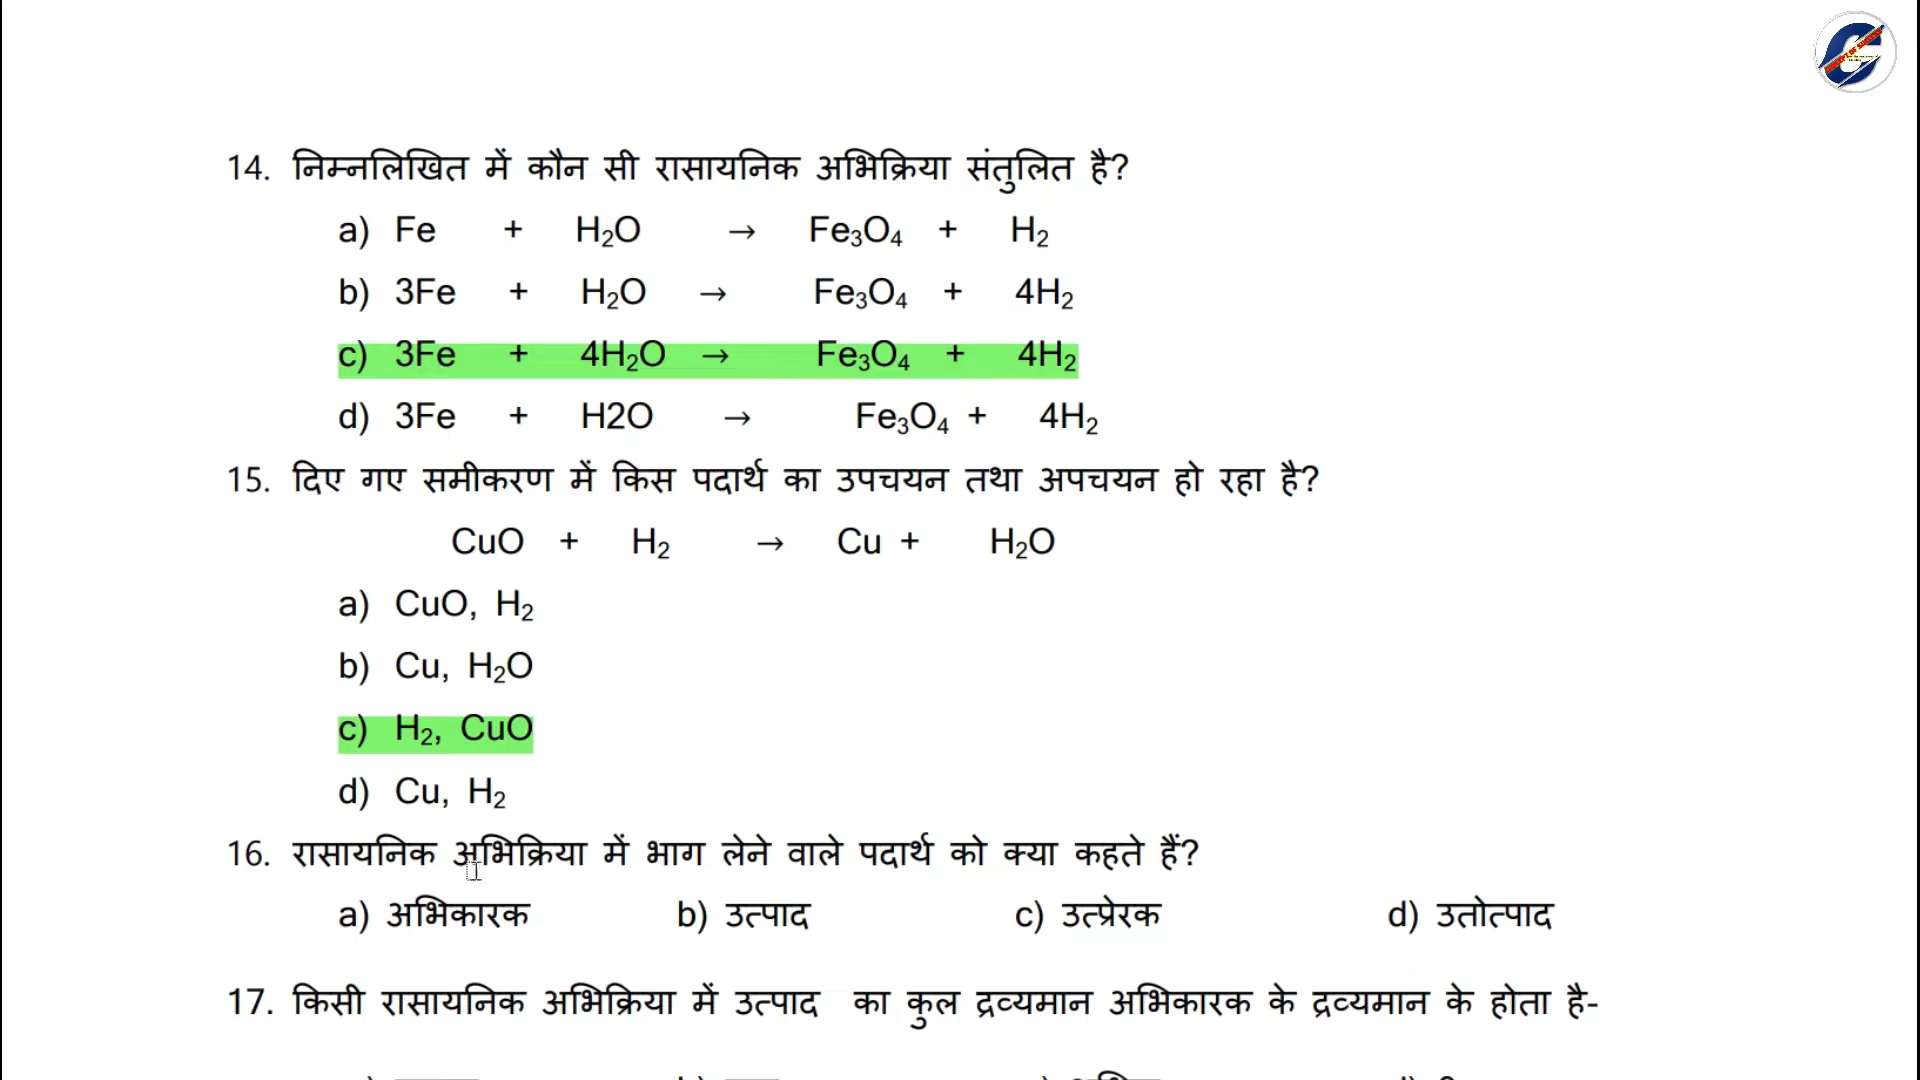 14. निम्नलिखित में कौन सी रासायनिक अभिक्रिया संतुलित है?
a) Fe + H₂O → Fe₃O₄ + H₂
b) 3Fe + H₂O → Fe₃O₄ + 4H₂
c) 3Fe + 4H₂O → Fe₃O₄ + 4H₂
d) 3Fe + H2O → Fe₃O₄ + 4H₂
15. दिए गए समीकरण में किस पदार्थ का उपचयन तथा अपचयन हो रहा है?
CuO + H₂ → Cu + H₂O
a) CuO, H₂
b) Cu, H₂O
c) H₂, CuO
d) Cu, H₂
16. रासायनिक अभिक्रिया में भाग लेने वाले पदार्थ को क्या कहते हैं?
a) अभिकारक b) उत्पाद c) उत्प्रेरक d) उतोत्पाद
17. किसी रासायनिक अभिक्रिया में उत्पाद का कुल द्रव्यमान अभिकारक के द्रव्यमान के होता है-